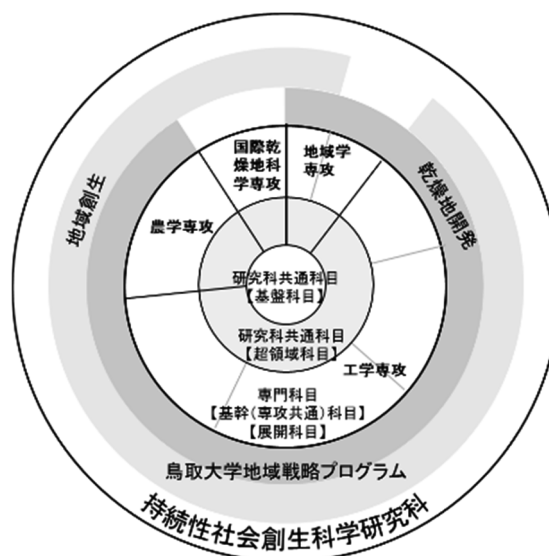 国際乾
燥地科
学専攻
地域学
専攻
地域創生
乾燥地開発
農学専攻
研究科共通科目
【基盤科目】
研究科共通科目
【超領域科目】
工学専攻
専門科目
【基幹(専攻共通)科目】
【展開科目】
鳥取大学地域戦略プログラム
持続性社会創生科学研究科